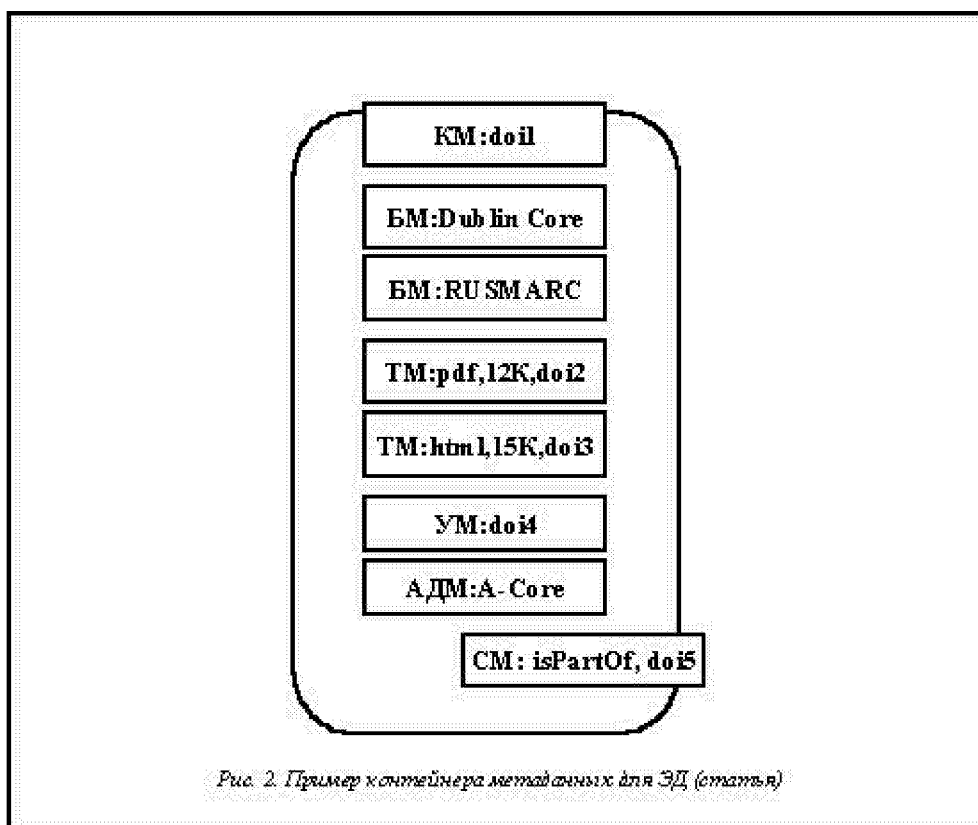 КМ:doi1
БМ:Dublin Core
БМ:RUSMARC
ТМ:pdf,12К,doi2
ТМ:html,15К,doi3
УМ:doi4
АДМ:A-Core
СМ: isPartOf, doi5
Рис. 2. Пример контейнера метаданных для ЭД (статья)